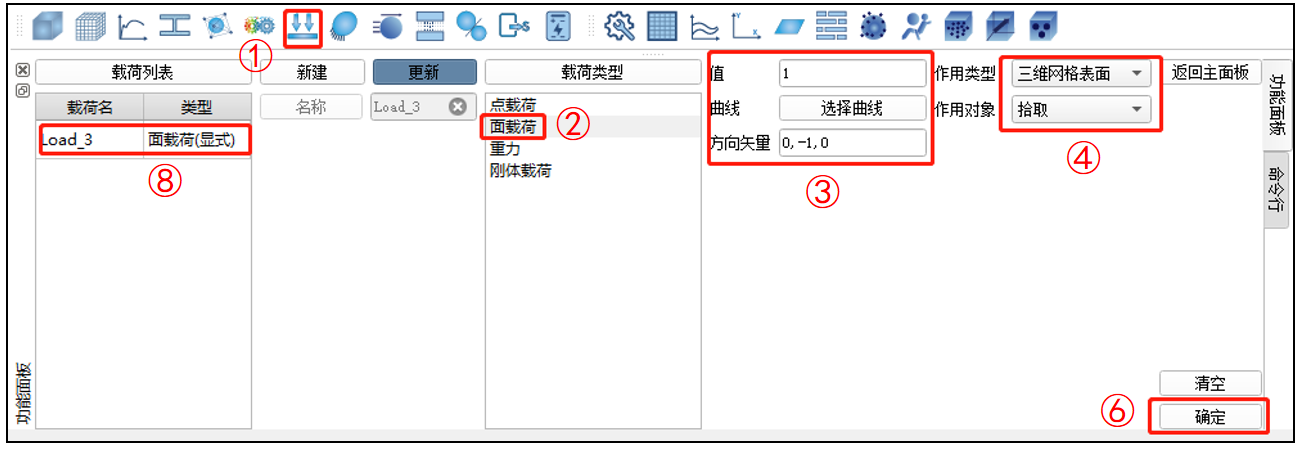 ①
载荷列表 新建 更新 载荷类型 值 1 作用类型 三维网格表面 返回主面板
载荷名 类型 名称 Load_3 点载荷 曲线 选择曲线 作用对象 拾取
Load_3 面载荷(显式) 面载荷 ② 方向矢量 0,-1,0 ④
重力
刚体载荷
⑧ ③
功能面板
命令行
功能面板
清空
⑥ 确定